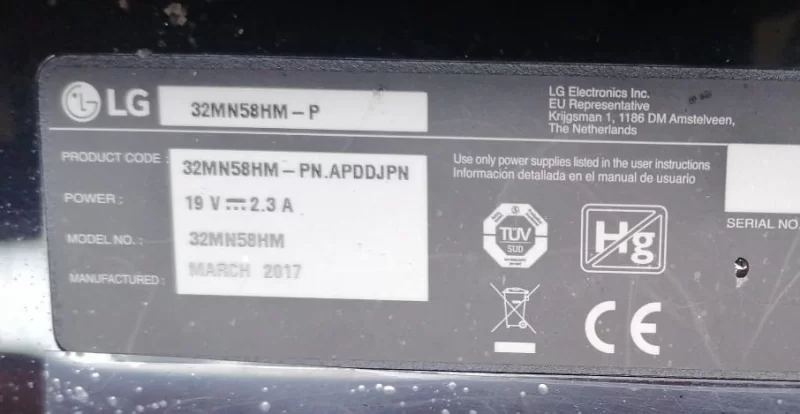 LG 32MN58HM-P
LG Electronics Inc.
EU Representative
Krijgsman 1, 1186 DM Amstelveen,
The Netherlands
PRODUCT CODE : 32MN58HM-PN.APDDJPN
POWER : 19 V ⎓ 2.3 A
MODEL NO. : 32MN58HM
MANUFACTURED : MARCH 2017
Use only power supplies listed in the user instructions
Información detallada en el manual de usuario
TÜV
SUD
Hg
CE
SERIAL NO.